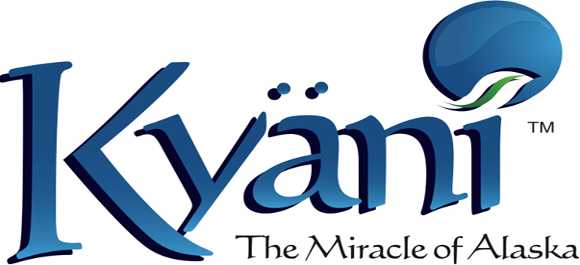 Kyäni™
The Miracle of Alaska